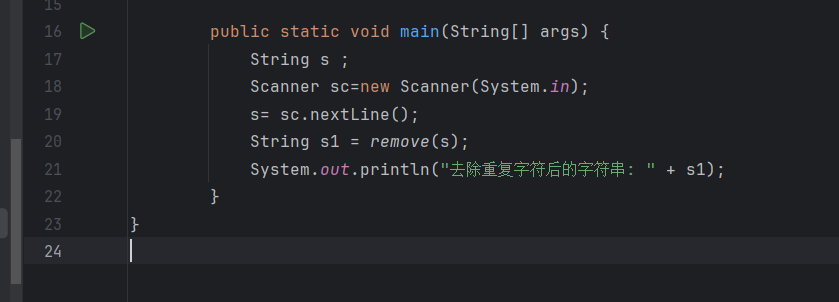 15
16 public static void main(String[] args) {
17 String s ;
18 Scanner sc=new Scanner(System.in);
19 s= sc.nextLine();
20 String s1 = remove(s);
21 System.out.println("去除重复字符后的字符串: " + s1);
22 }
23 }
24